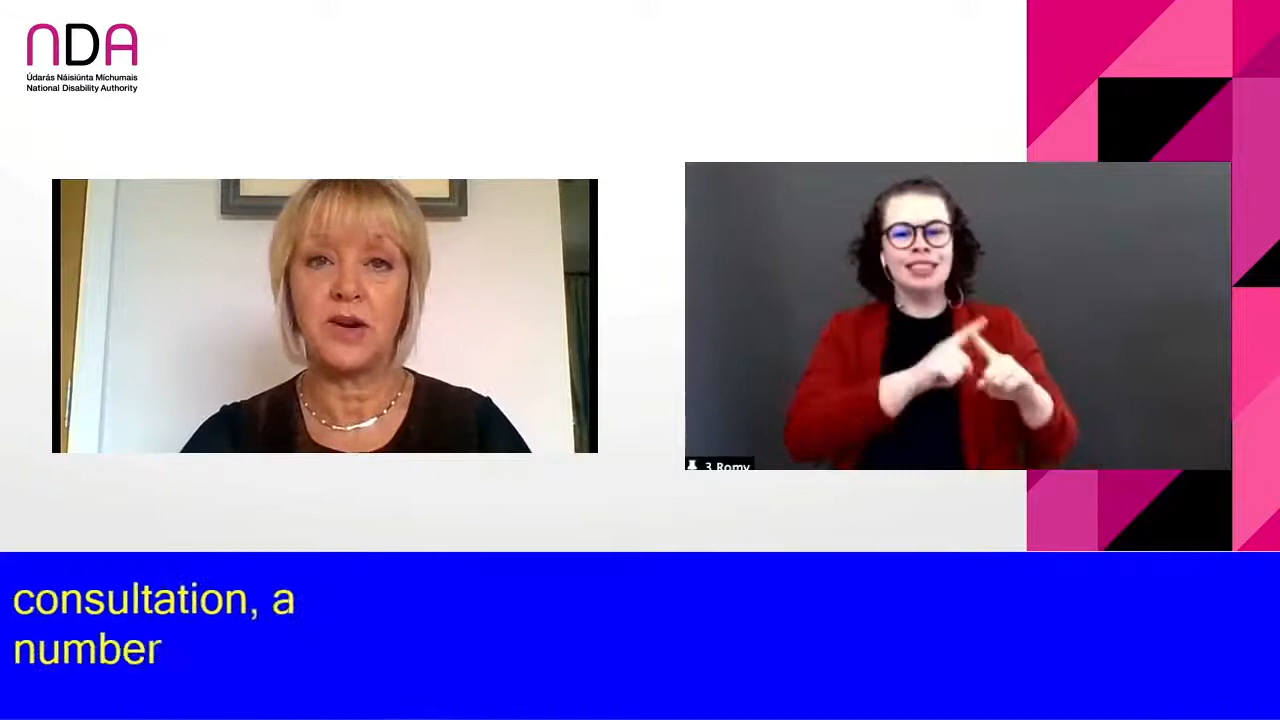 NDA
Údarás Náisiúnta Míchumais
National Disability Authority
3 Romy
consultation, a
number